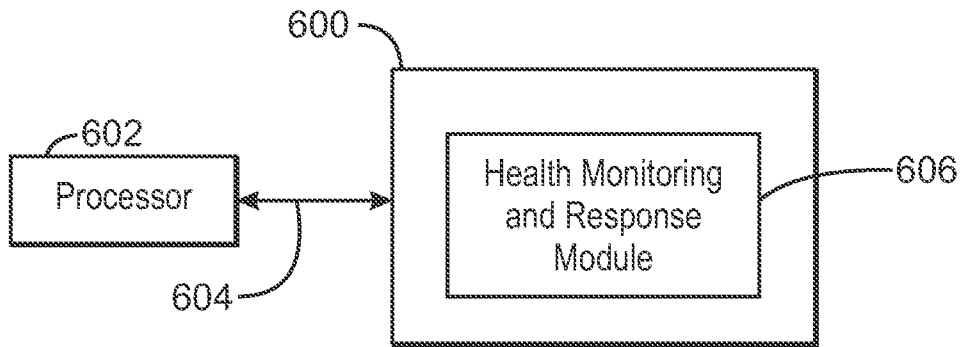 600
602
Processor
604
Health Monitoring
and Response
Module
606